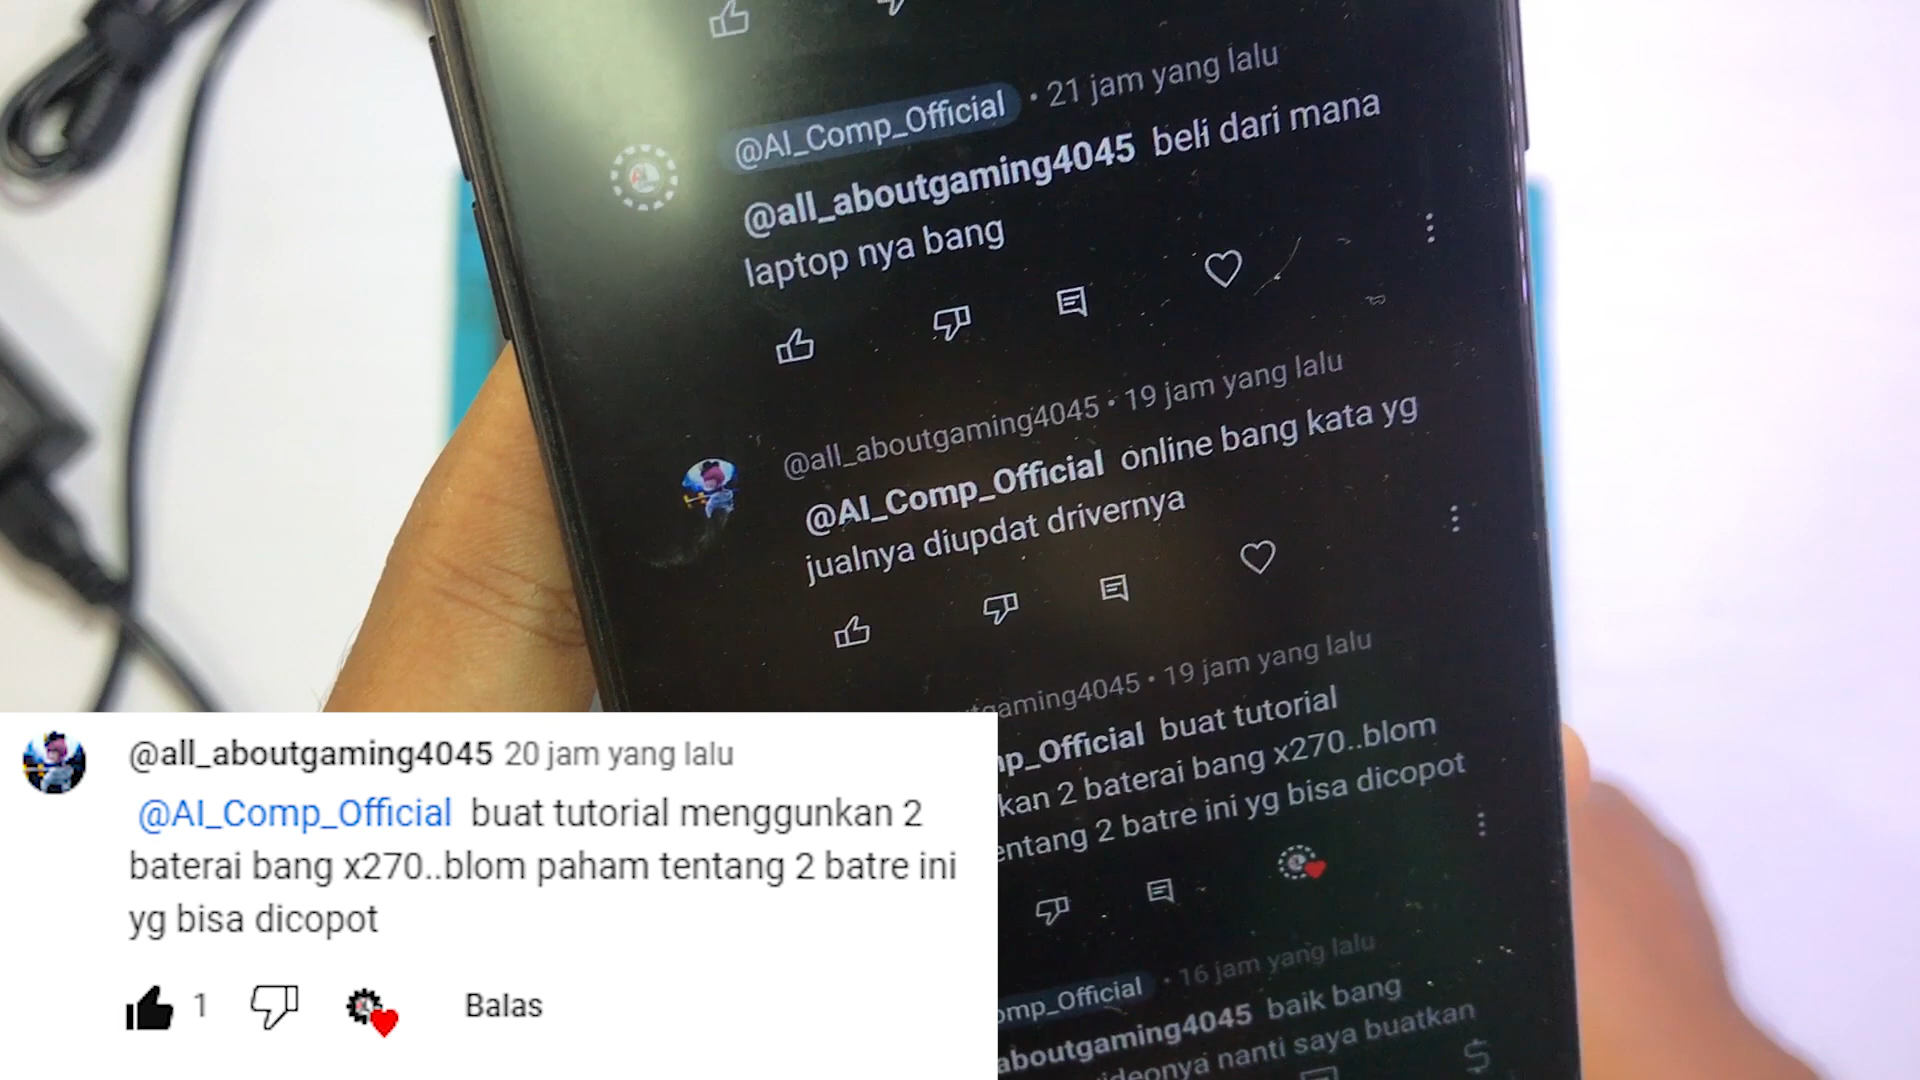 @AI_Comp_Official • 21 jam yang lalu
@all_aboutgaming4045 beli dari mana
laptop nya bang
@all_aboutgaming4045 • 19 jam yang lalu
@AI_Comp_Official online bang kata yg
jualnya diupdat drivernya
gaming4045 • 19 jam yang lalu
mp_Official buat tutorial
kan 2 baterai bang x270..blom
entang 2 batre ini yg bisa dicopot
omp_Official • 16 jam yang lalu
aboutgaming4045 baik bang
ideonya nanti saya buatkan
@all_aboutgaming4045 20 jam yang lalu
@AI_Comp_Official buat tutorial menggunkan 2
baterai bang x270..blom paham tentang 2 batre ini
yg bisa dicopot
1
Balas